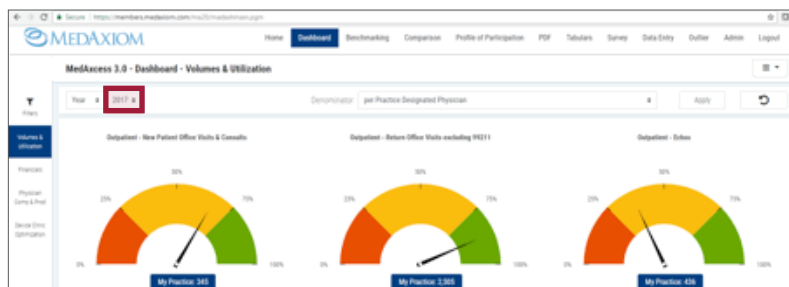 Secure | https://members.medaxiom.com/
MEDAXIOM
Home Dashboard Benchmarking Comparison Profile of Participation PDF Tabulars Survey Data Entry Outlier Admin Logout
MedAxcess 3.0 - Dashboard - Volumes & Utilization
Filters
Year 2017 Denominator per Practice Designated Physician Apply
Volumes & Utilization
Financials
Physician Comp & Prod
Device Clinic Optimization
Outpatient - New Patient Office Visits & Consults
0% 25% 50% 75% 100%
My Practice: 345
Outpatient - Return Office Visits excluding 99211
0% 25% 50% 75% 100%
My Practice: 2,305
Outpatient - Echos
0% 25% 50% 75% 100%
My Practice: 436